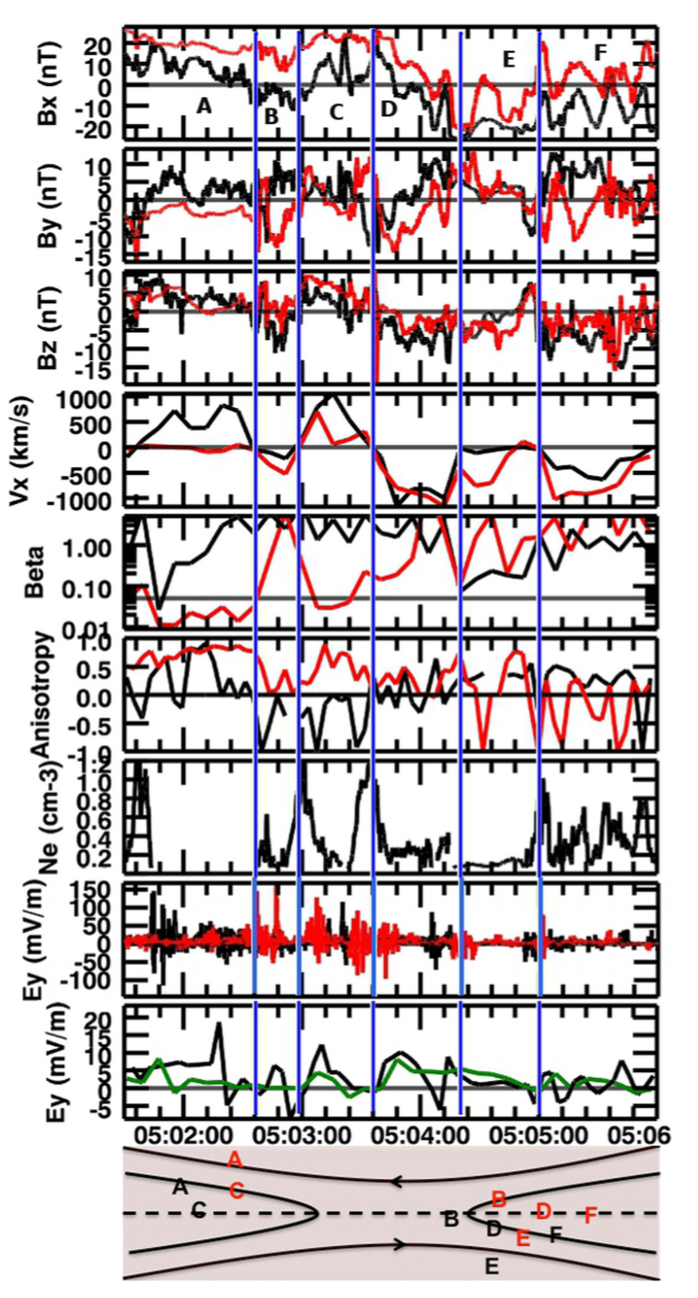 Bx (nT)
20
10
0
-10
-20
A
B
C
D
E
F
By (nT)
10
5
0
-5
-10
-15
Bz (nT)
10
5
0
-5
-10
-15
Vx (km/s)
1000
500
0
-500
-1000
Beta
1.00
0.10
0.01
Anisotropy
1.0
0.5
0.0
-0.5
-1.0
Ne (cm-3)
1.2
1.0
0.8
0.6
0.4
0.2
Ey (mV/m)
150
100
50
0
-50
-100
Ey (mV/m)
20
15
10
5
0
-5
05:02:00 05:03:00 05:04:00 05:05:00 05:06
A
A
C
C
B
B
D
D
E
F
F
E